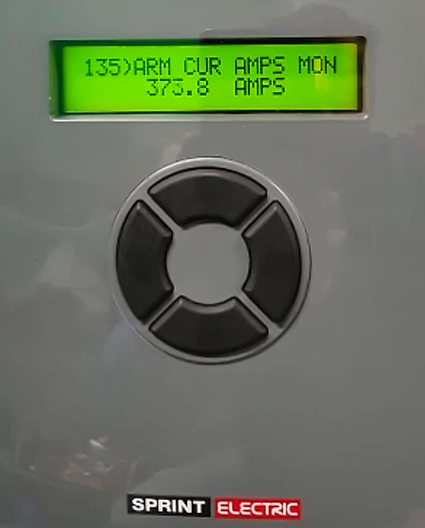 135)ARM CUR AMPS MON
373.8 AMPS
SPRINT ELECTRIC